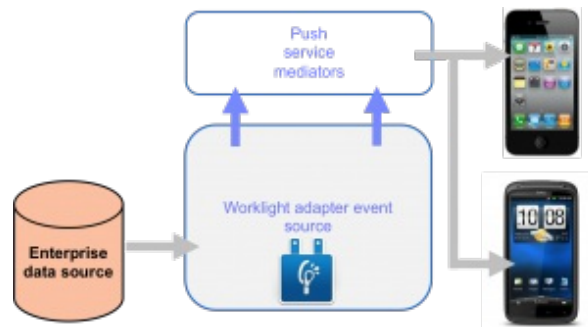 Push
service
mediators
Worklight adapter event
source
Enterprise
data source
10 08